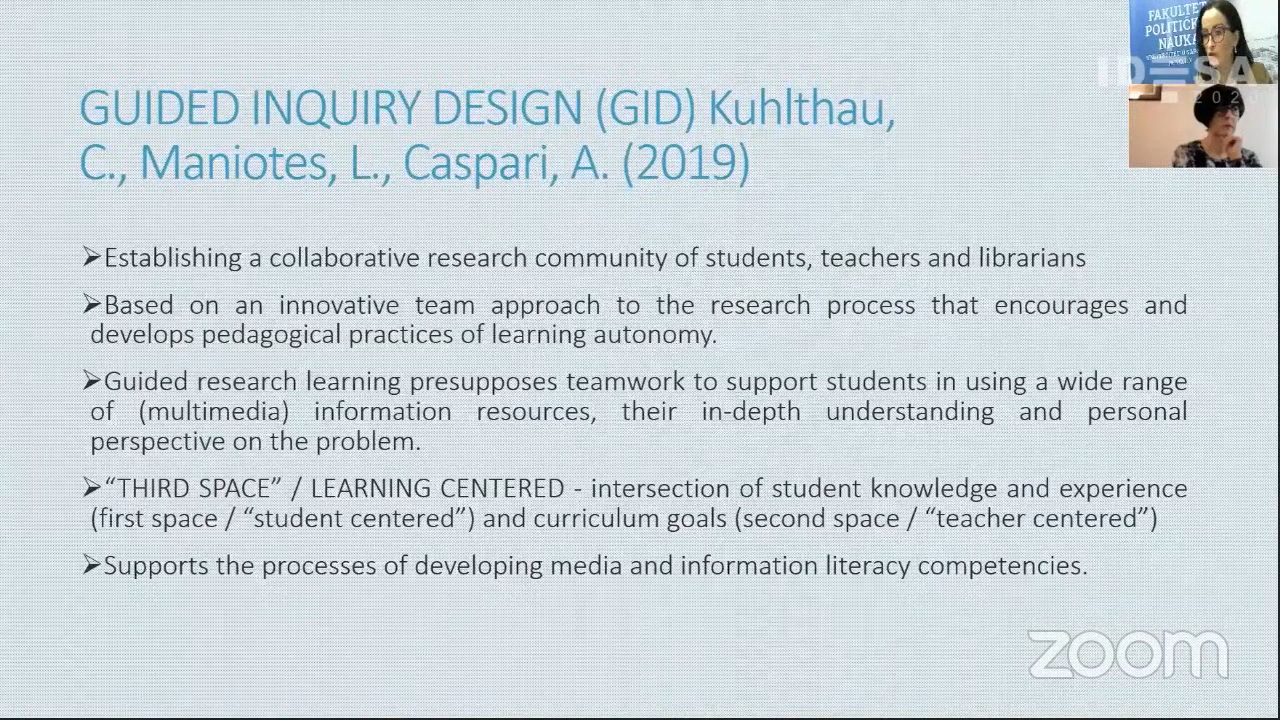 GUIDED INQUIRY DESIGN (GID) Kuhlthau,
C., Maniotes, L., Caspari, A. (2019)
➢Establishing a collaborative research community of students, teachers and librarians
➢Based on an innovative team approach to the research process that encourages and
develops pedagogical practices of learning autonomy.
➢Guided research learning presupposes teamwork to support students in using a wide range
of (multimedia) information resources, their in-depth understanding and personal
perspective on the problem.
➢“THIRD SPACE” / LEARNING CENTERED - intersection of student knowledge and experience
(first space / “student centered”) and curriculum goals (second space / “teacher centered”)
➢Supports the processes of developing media and information literacy competencies.
FAKULTET
NAUKA
zoom